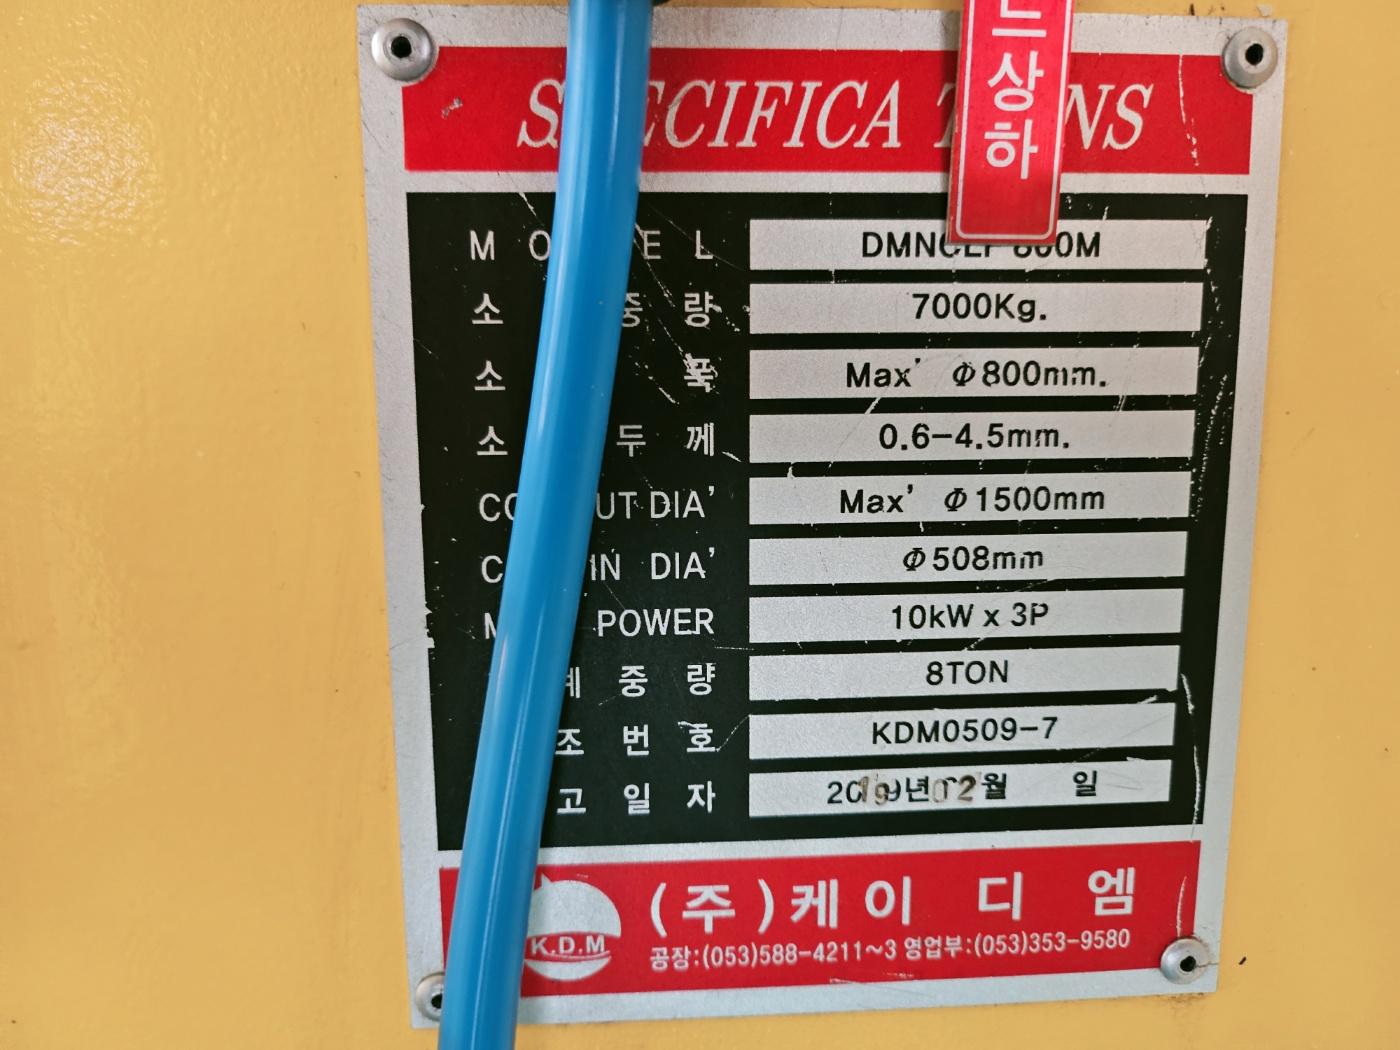 드상하
MODEL
소 중 량 7000Kg.
소 폭 Max' Φ800mm.
소 두 께 0.6-4.5mm.
UT DIA' Max' Φ1500mm
IN DIA' Φ508mm
POWER 10kW x 3P
중 량 8TON
조 번 호 KDM0509-7
고 일 자 년 월 일
(주)케이 디 엠
K.D.M
공장:(053)588-4211~3 영업부:(053)353-9580